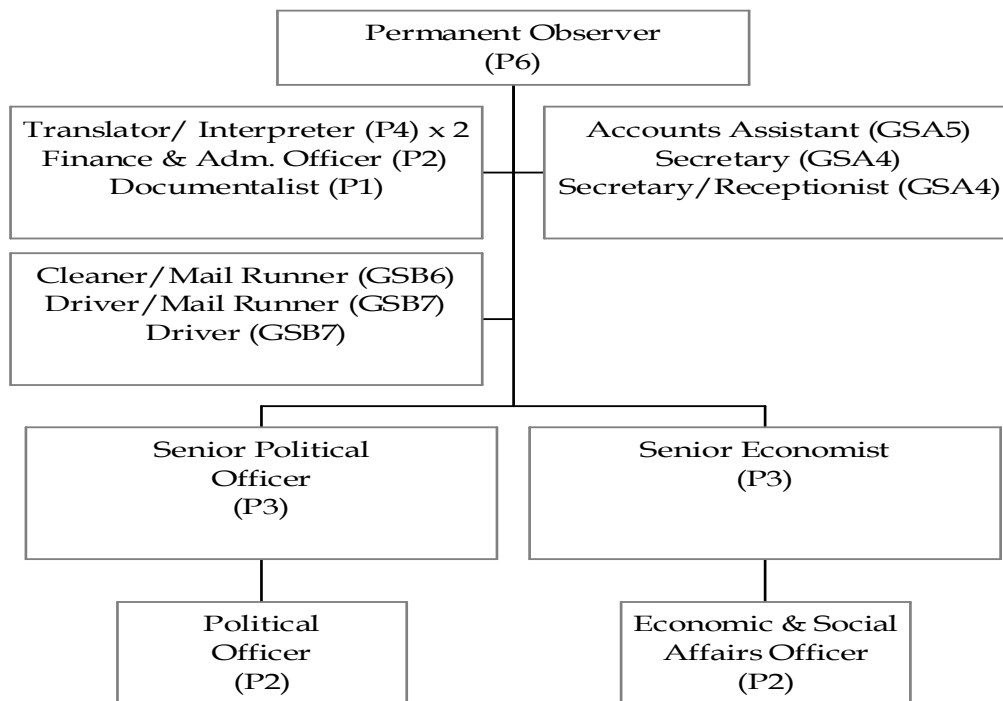 Permanent Observer
(P6)
Translator/ Interpreter (P4) x 2
Finance & Adm. Officer (P2)
Documentalist (P1)
Accounts Assistant (GSA5)
Secretary (GSA4)
Secretary/Receptionist (GSA4)
Cleaner/Mail Runner (GSB6)
Driver/Mail Runner (GSB7)
Driver (GSB7)
Senior Political
Officer
(P3)
Senior Economist
(P3)
Political
Officer
(P2)
Economic & Social
Affairs Officer
(P2)